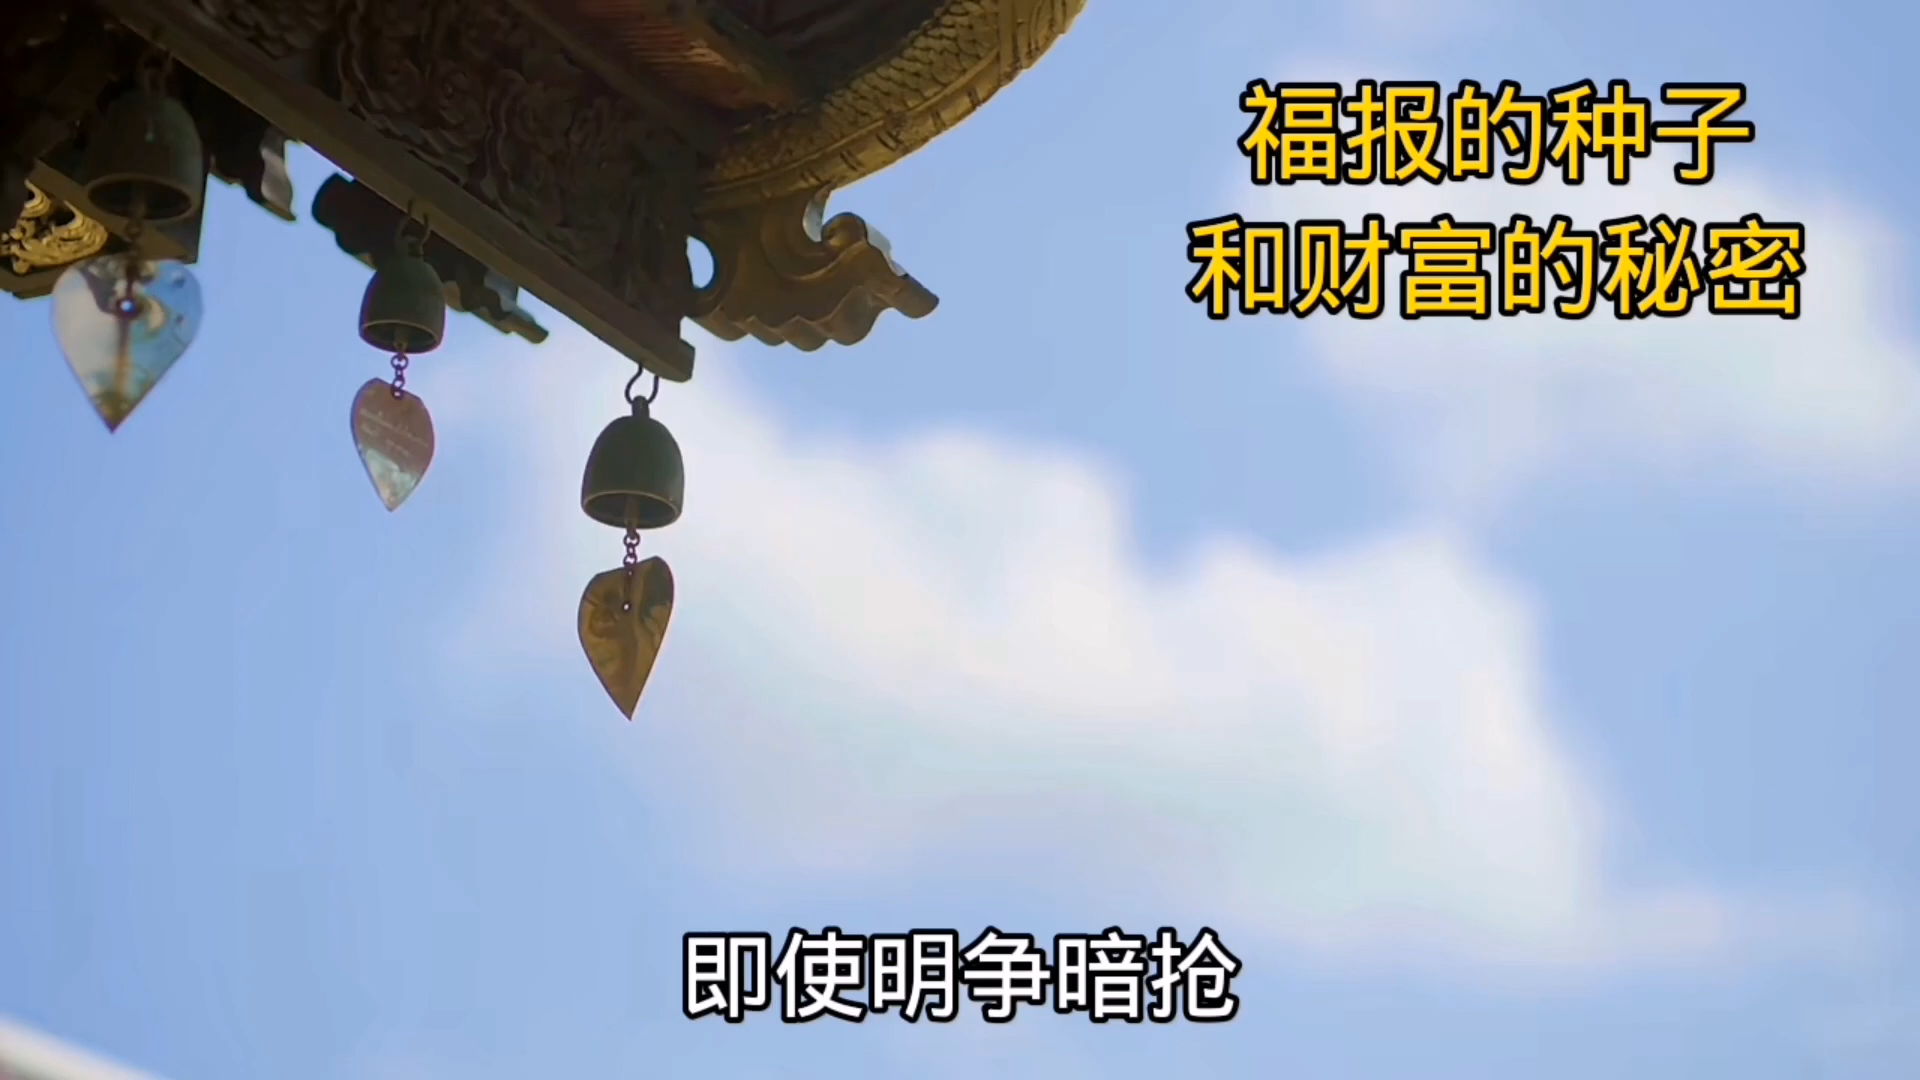 福报的种子
和财富的秘密
即使明争暗抢